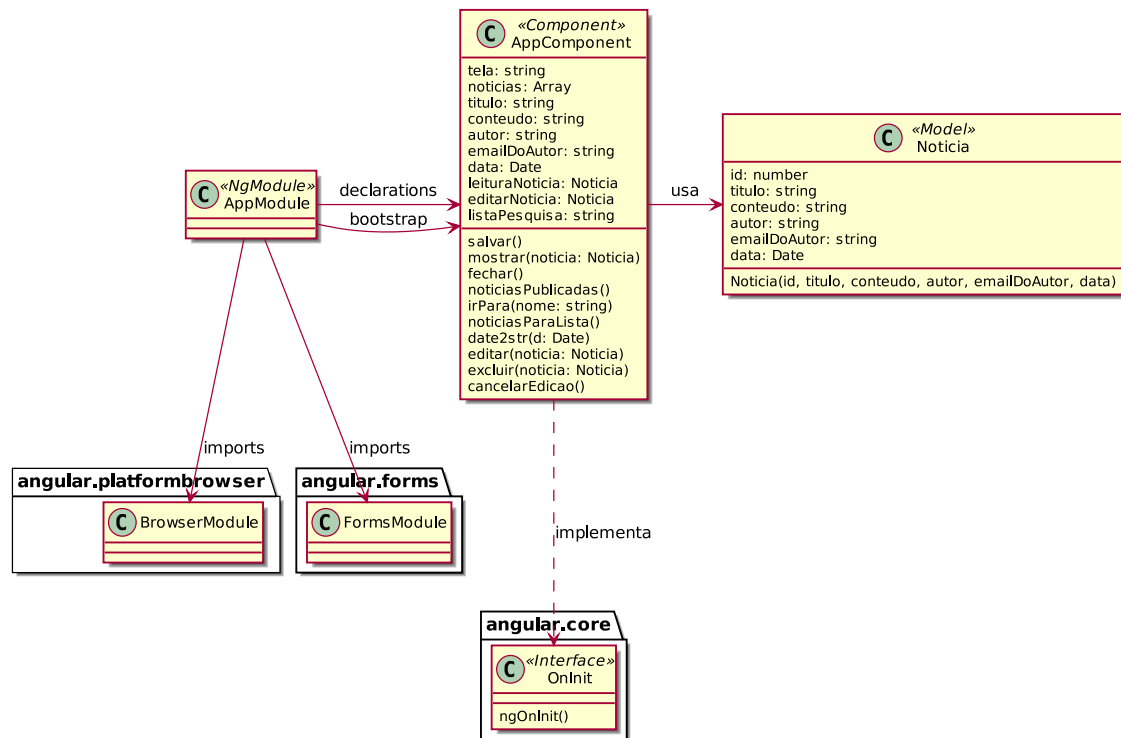 C
«Component»
AppComponent
tela: string
noticias: Array
titulo: string
conteudo: string
autor: string
emailDoAutor: string
data: Date
leituraNoticia: Noticia
editarNoticia: Noticia
listaPesquisa: string
salvar()
mostrar(noticia: Noticia)
fechar()
noticiasPublicadas()
irPara(nome: string)
noticiasParaLista()
date2str(d: Date)
editar(noticia: Noticia)
excluir(noticia: Noticia)
cancelarEdicao()
C
«NgModule»
AppModule
declarations
bootstrap
usa
C
«Model»
Noticia
id: number
titulo: string
conteudo: string
autor: string
emailDoAutor: string
data: Date
Noticia(id, titulo, conteudo, autor, emailDoAutor, data)
imports
imports
angular.platformbrowser
C BrowserModule
angular.forms
C FormsModule
implementa
angular.core
C
«Interface»
OnInit
ngOnInit()